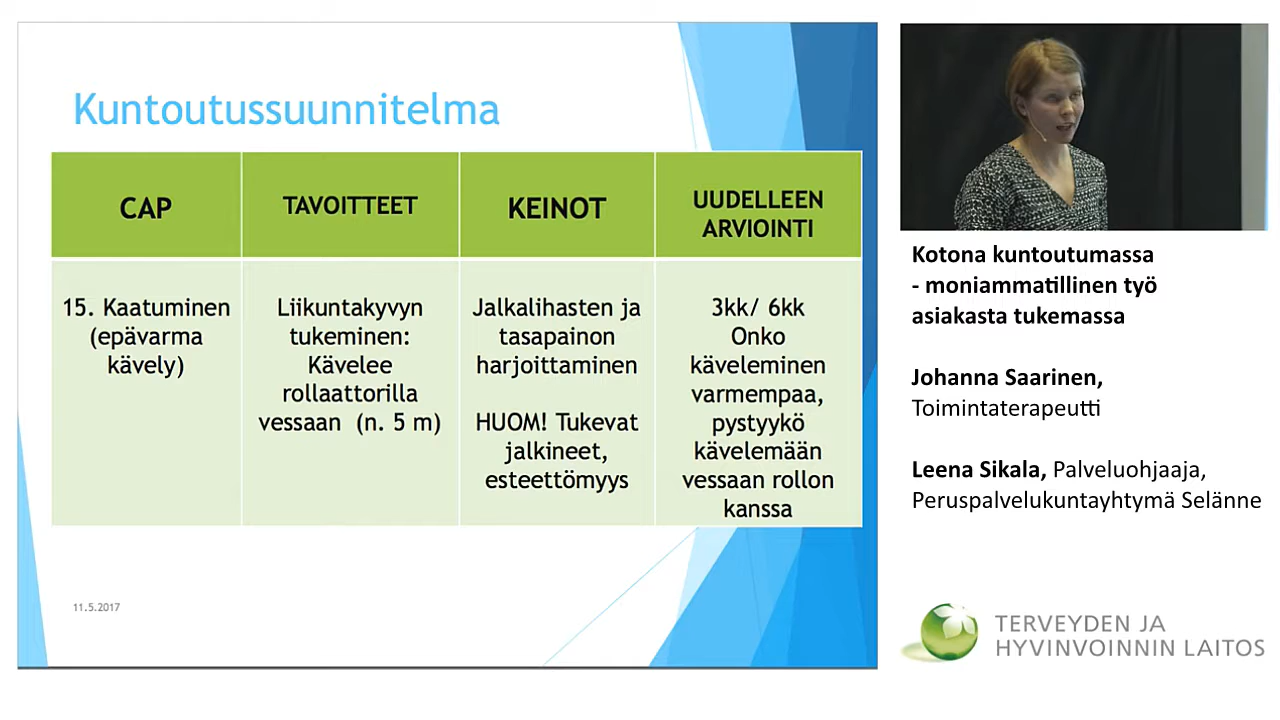 Kuntoutussuunnitelma
CAP
TAVOITTEET
KEINOT
UUDELLEEN
ARVIOINTI
15. Kaatuminen
(epävarma
kävely)
Liikuntakyvyn
tukeminen:
Kävelee
rollaattorilla
vessaan (n. 5 m)
Jalkalihasten ja
tasapainon
harjoittaminen
HUOM! Tukevat
jalkineet,
esteettömyys
3kk/ 6kk
Onko
käveleminen
varmempaa,
pystyykö
kävelemään
vessaan rollon
kanssa
11.5.2017
Kotona kuntoutumassa
- moniammatillinen työ
asiakasta tukemassa
Johanna Saarinen,
Toimintaterapeutti
Leena Sikala, Palveluohjaaja,
Peruspalvelukuntayhtymä Selänne
TERVEYDEN JA
HYVINVOINNIN LAITOS